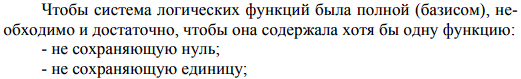 Чтобы система логических функций была полной (базисом), не-
обходимо и достаточно, чтобы она содержала хотя бы одну функцию:
- не сохраняющую нуль;
- не сохраняющую единицу;